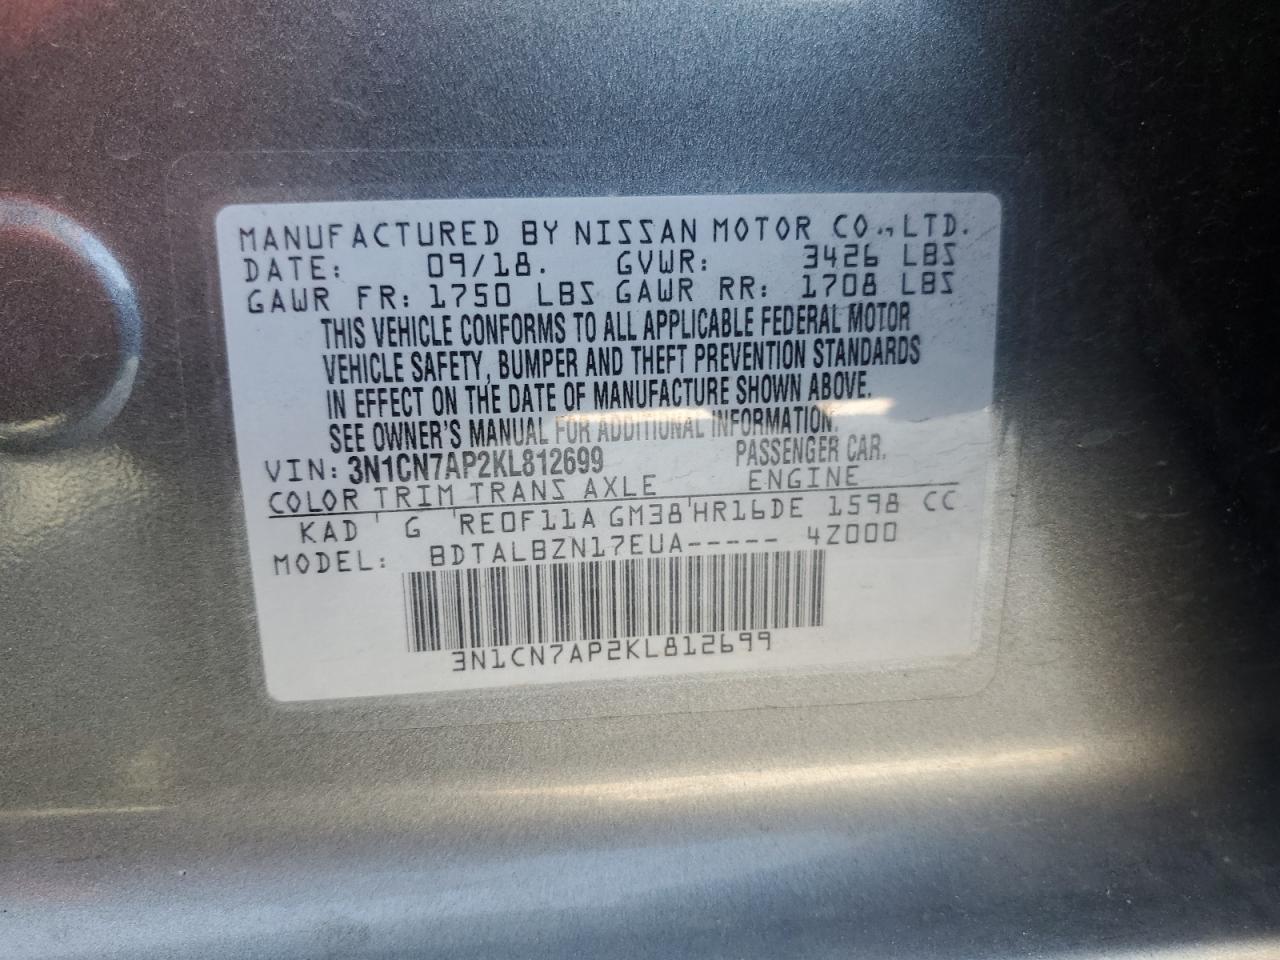 MANUFACTURED BY NISSAN MOTOR CO., LTD.
DATE: 09/18. GVWR: 3426 LBS
GAWR FR: 1750 LBS GAWR RR: 1708 LBS
THIS VEHICLE CONFORMS TO ALL APPLICABLE FEDERAL MOTOR
VEHICLE SAFETY, BUMPER AND THEFT PREVENTION STANDARDS
IN EFFECT ON THE DATE OF MANUFACTURE SHOWN ABOVE.
SEE OWNER'S MANUAL FOR ADDITIONAL INFORMATION.
VIN: 3N1CN7AP2KL812699 PASSENGER CAR.
COLOR TRIM TRANS AXLE ENGINE
KAD G RE0F11A GM38 HR16DE 1598 CC
MODEL: BDTALBZN17EUA----- 4Z000
3N1CN7AP2KL812699